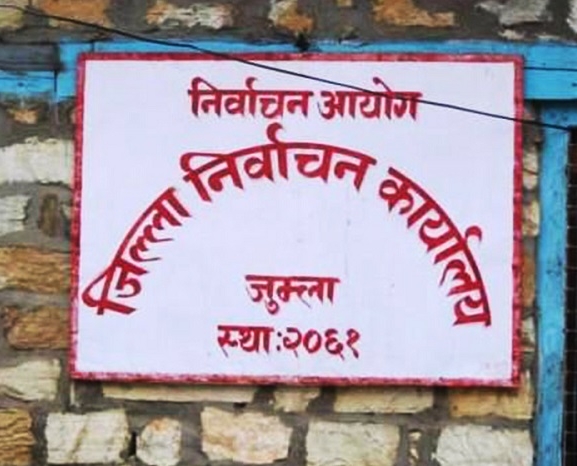 निर्वाचन आयोग
जिल्ला निर्वाचन कार्यालय
जुम्ला
स्था:२०६१